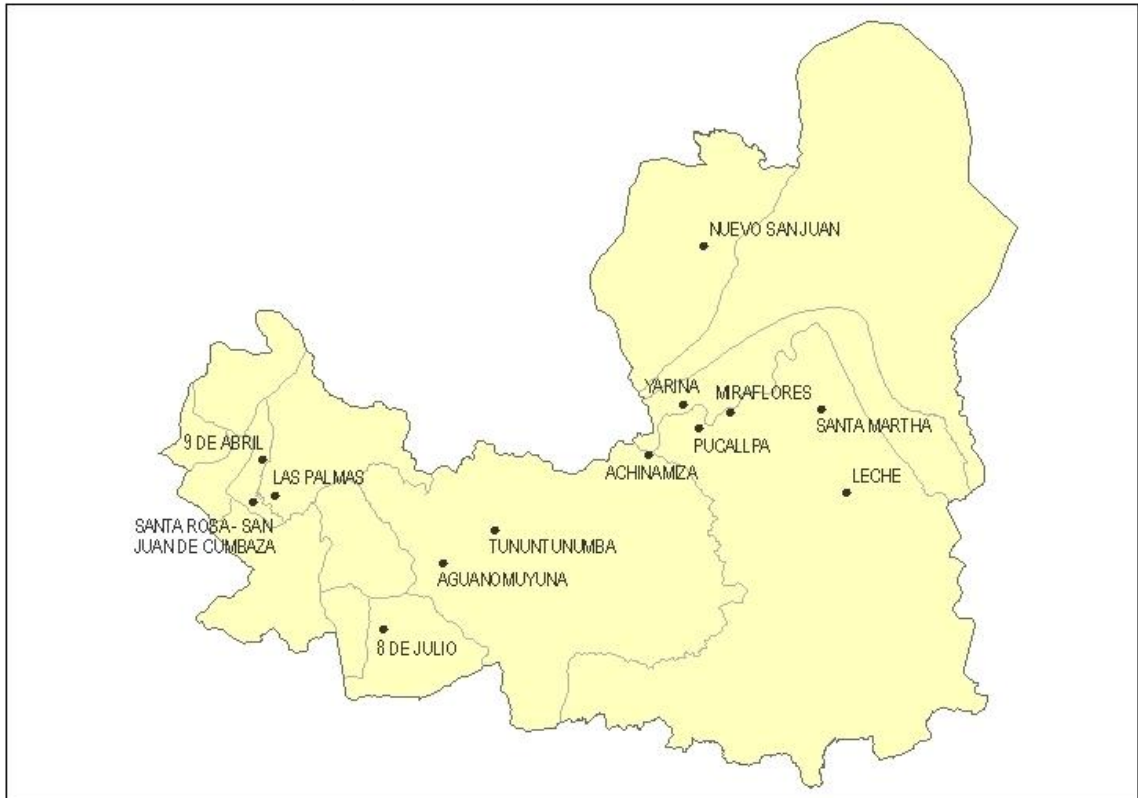 NUEVO SAN JUAN
YARINA
MIRAFLORES
SANTA MARTHA
PUCALLPA
9 DE ABRIL
ACHINAMIZA
LAS PALMAS
LECHE
SANTA ROSA - SAN
JUAN DE CUMBAZA
TUNUNTUNUMBA
AGUANOMUYUNA
8 DE JULIO